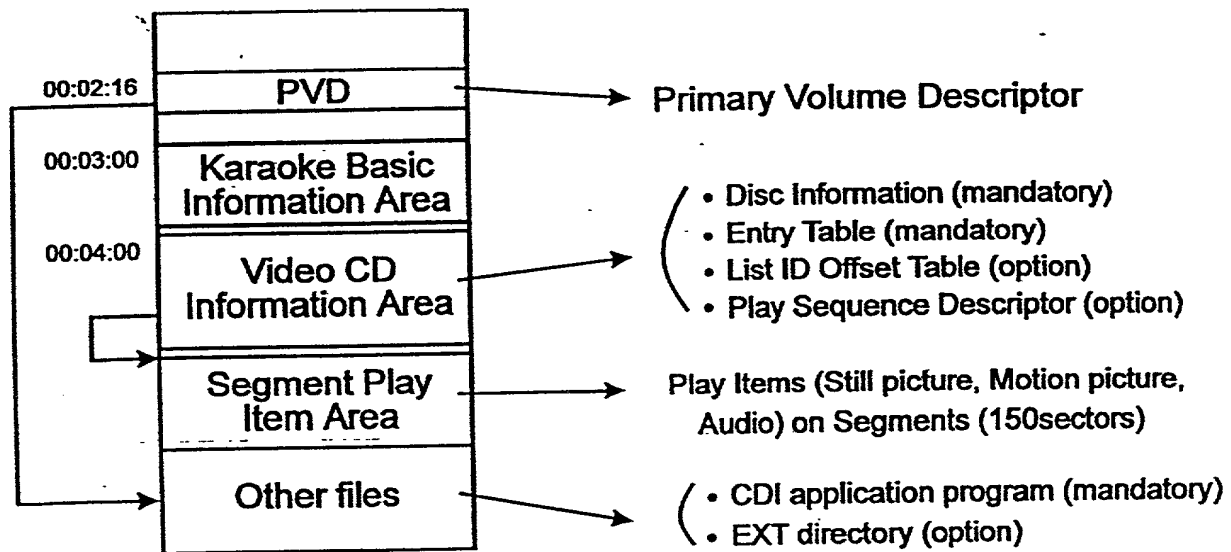 00:02:16
PVD
Primary Volume Descriptor
00:03:00
Karaoke Basic
Information Area
00:04:00
Video CD
Information Area
• Disc Information (mandatory)
• Entry Table (mandatory)
• List ID Offset Table (option)
• Play Sequence Descriptor (option)
Segment Play
Item Area
Play Items (Still picture, Motion picture,
Audio) on Segments (150sectors)
Other files
• CDI application program (mandatory)
• EXT directory (option)